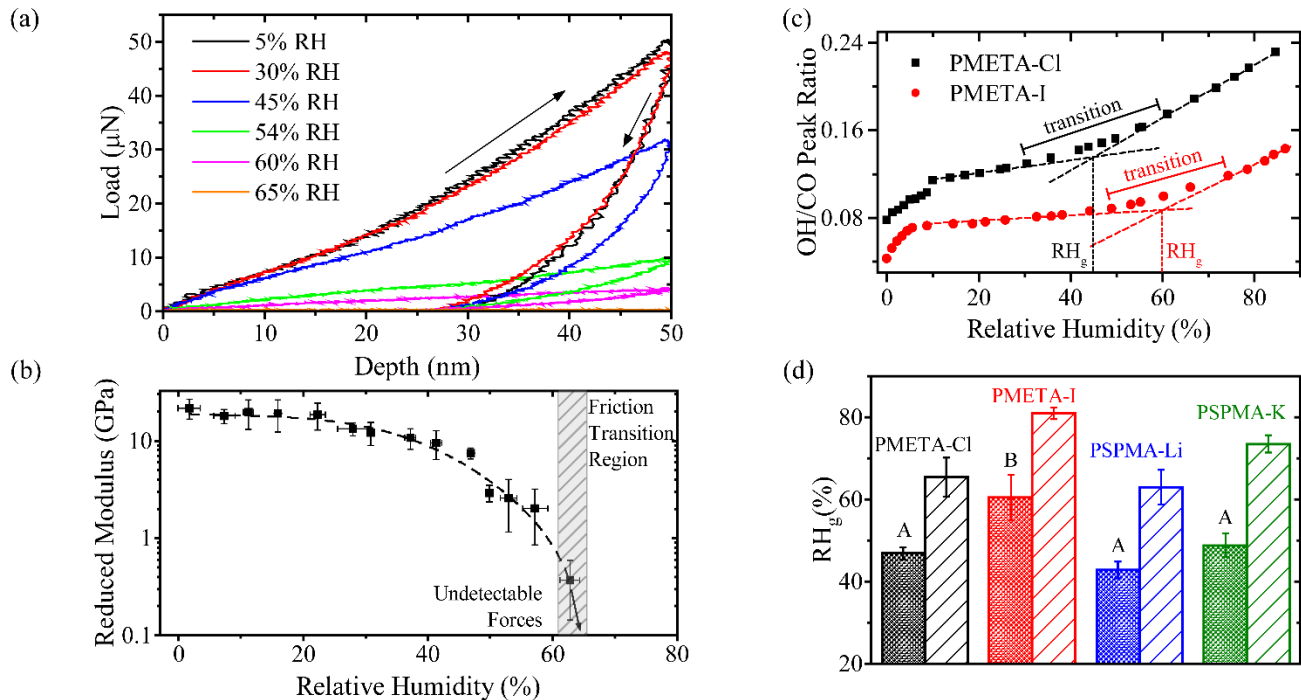 (a)
5% RH
30% RH
45% RH
54% RH
60% RH
65% RH
50
40
30
20
10
0
Load (μN)
0 10 20 30 40 50
Depth (nm)
(b)
10
1
0.1
Reduced Modulus (GPa)
Friction
Transition
Region
Undetectable
Forces
0 20 40 60 80
Relative Humidity (%)
(c)
0.24
0.16
0.08
OH/CO Peak Ratio
PMETA-Cl
PMETA-I
transition
transition
RHg
RHg
0 20 40 60 80
Relative Humidity (%)
(d)
80
60
40
20
RHg(%)
PMETA-Cl
PMETA-I
PSPMA-Li
PSPMA-K
A
B
A
A